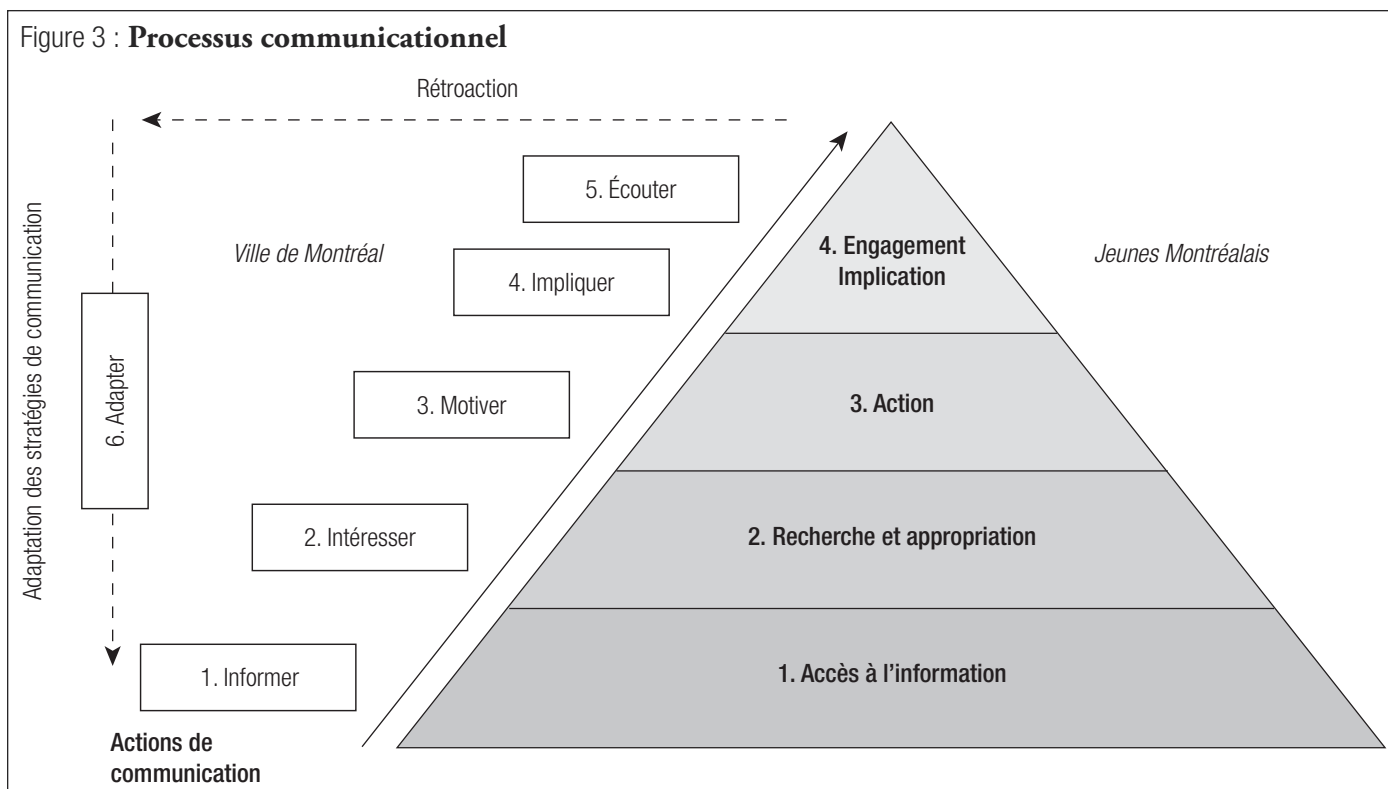 Figure 3 : Processus communicationnel
Rétroaction
5. Écouter
Ville de Montréal
4. Engagement
Implication
Jeunes Montréalais
4. Impliquer
Adaptation des stratégies de communication
6. Adapter
3. Motiver
3. Action
2. Intéresser
2. Recherche et appropriation
1. Informer
1. Accès à l'information
Actions de
communication